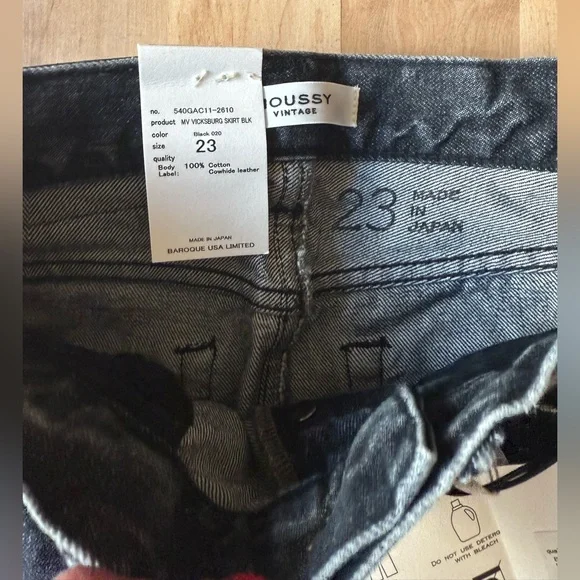 no. 540GAC11-2610
product MV VICKSBURG SKIRT BLK
color Black 020
size 23
quality
Body 100% Cotton
Label: Cowhide leather
MADE IN JAPAN
BAROQUE USA LIMITED
MOUSSY
VINTAGE
23
MADE
IN
JAPAN
DO NOT USE DETERG
WITH BLEACH